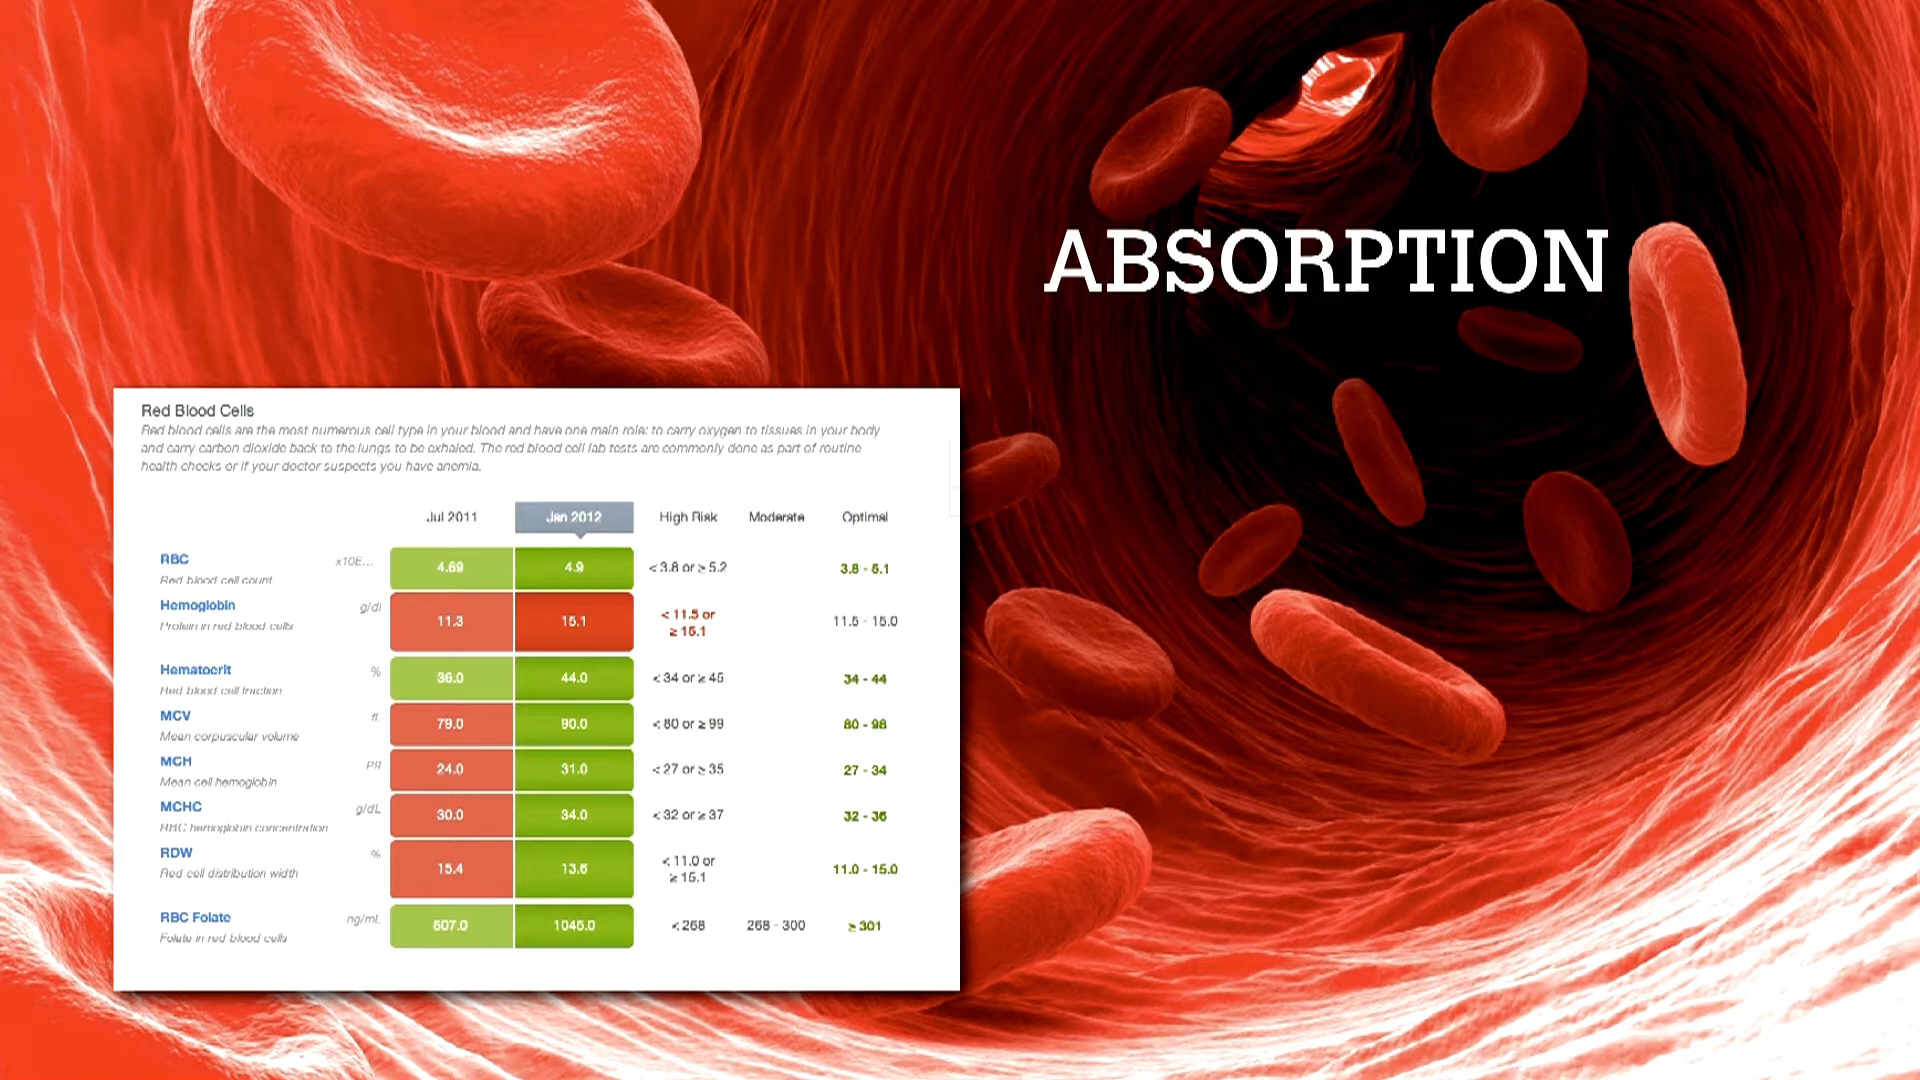 ABSORPTION
Red Blood Cells
Red blood cells are the most numerous cell type in your blood and have one main role: to carry oxygen to tissues in your body
and carry carbon dioxide back to the lungs to be exhaled. The red blood cell lab tests are commonly done as part of routine
health checks or if your doctor suspects you have anemia.
Jul 2011 Jan 2012 High Risk Moderate Optimal
RBC x10E... 4.69 4.9 < 3.8 or ≥ 5.2 3.8 - 5.1
Red blood cell count
Hemoglobin g/dl 11.3 15.1 < 11.5 or ≥ 15.1 11.5 - 15.0
Protein in red blood cells
Hematocrit % 36.0 44.0 < 34 or ≥ 45 34 - 44
Red blood cell fraction
MCV fl 79.0 90.0 < 80 or ≥ 99 80 - 98
Mean corpuscular volume
MCH pg 24.0 31.0 < 27 or ≥ 35 27 - 34
Mean cell hemoglobin
MCHC g/dL 30.0 34.0 < 32 or ≥ 37 32 - 36
RBC hemoglobin concentration
RDW % 15.4 13.6 < 11.0 or ≥ 15.1 11.0 - 15.0
Red cell distribution width
RBC Folate ng/mL 607.0 1045.0 < 268 268 - 300 ≥ 301
Folate in red blood cells